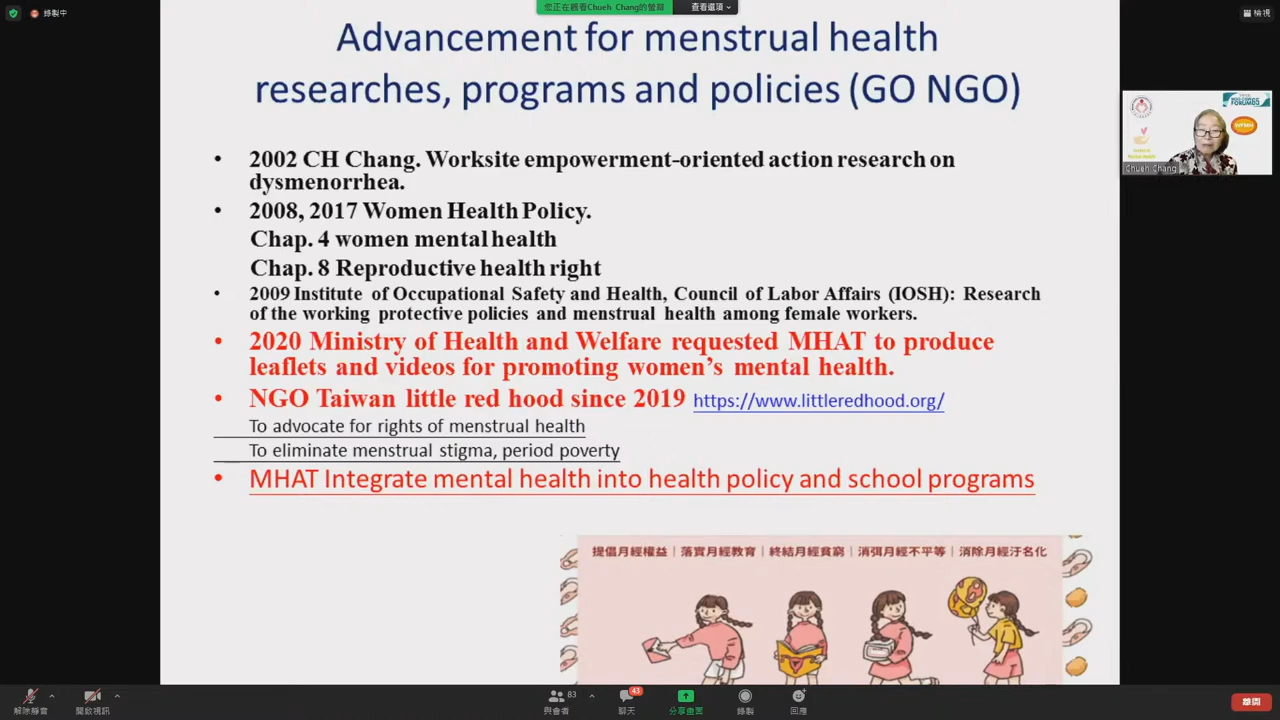 錄製中
您正在觀看Chueh Chang的螢幕
查看選項
檢視
Advancement for menstrual health
researches, programs and policies (GO NGO)
• 2002 CH Chang. Worksite empowerment-oriented action research on
dysmenorrhea.
• 2008, 2017 Women Health Policy.
Chap. 4 women mental health
Chap. 8 Reproductive health right
• 2009 Institute of Occupational Safety and Health, Council of Labor Affairs (IOSH): Research
of the working protective policies and menstrual health among female workers.
• 2020 Ministry of Health and Welfare requested MHAT to produce
leaflets and videos for promoting women's mental health.
• NGO Taiwan little red hood since 2019 https://www.littleredhood.org/
To advocate for rights of menstrual health
To eliminate menstrual stigma, period poverty
• MHAT Integrate mental health into health policy and school programs
提倡月經權益|落實月經教育|終結月經貧窮|消弭月經不平等|消除月經汙名化
WFMH
Chueh Chang
解除靜音
開啟視訊
83
與會者
43
聊天
分享畫面
錄製
回應
離開